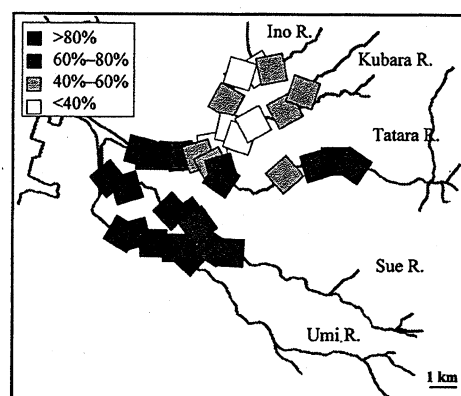 >80%
60%–80%
40%–60%
<40%
Ino R.
Kubara R.
Tatara R.
Sue R.
Umi R.
1 km